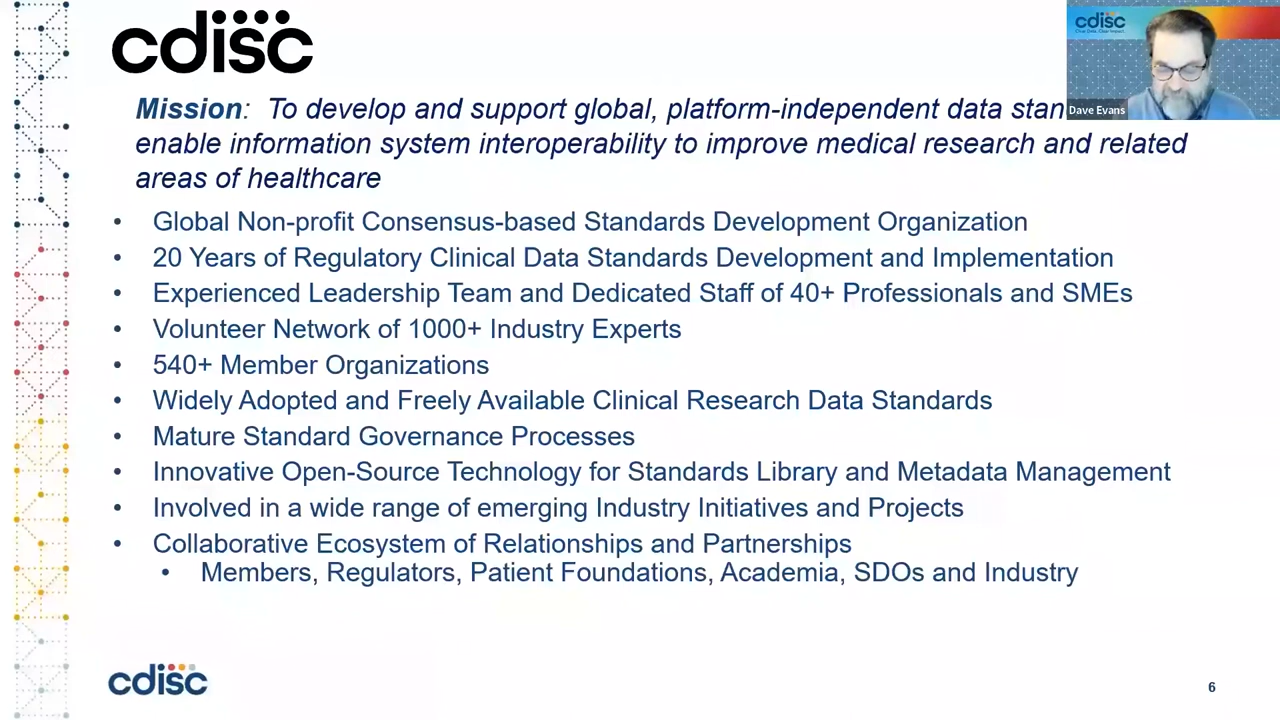 cdisc
cdisc
Dave Evans
Mission: To develop and support global, platform-independent data stan
enable information system interoperability to improve medical research and related
areas of healthcare
• Global Non-profit Consensus-based Standards Development Organization
• 20 Years of Regulatory Clinical Data Standards Development and Implementation
• Experienced Leadership Team and Dedicated Staff of 40+ Professionals and SMEs
• Volunteer Network of 1000+ Industry Experts
• 540+ Member Organizations
• Widely Adopted and Freely Available Clinical Research Data Standards
• Mature Standard Governance Processes
• Innovative Open-Source Technology for Standards Library and Metadata Management
• Involved in a wide range of emerging Industry Initiatives and Projects
• Collaborative Ecosystem of Relationships and Partnerships
• Members, Regulators, Patient Foundations, Academia, SDOs and Industry
cdisc
6